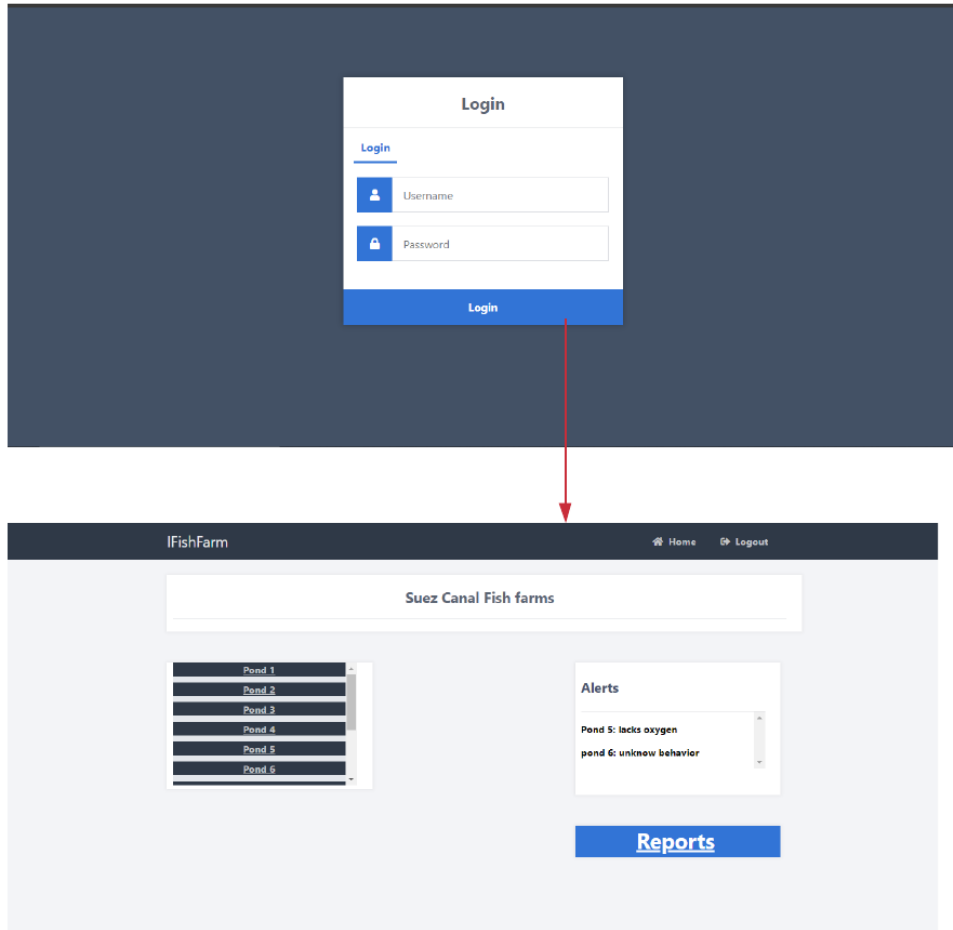 Login
Login
Username
Password
Login
IFishFarm
Home
Logout
Suez Canal Fish farms
Pond 1
Pond 2
Pond 3
Pond 4
Pond 5
Pond 6
Alerts
Pond 5: lacks oxygen
pond 6: unknow behavior
Reports